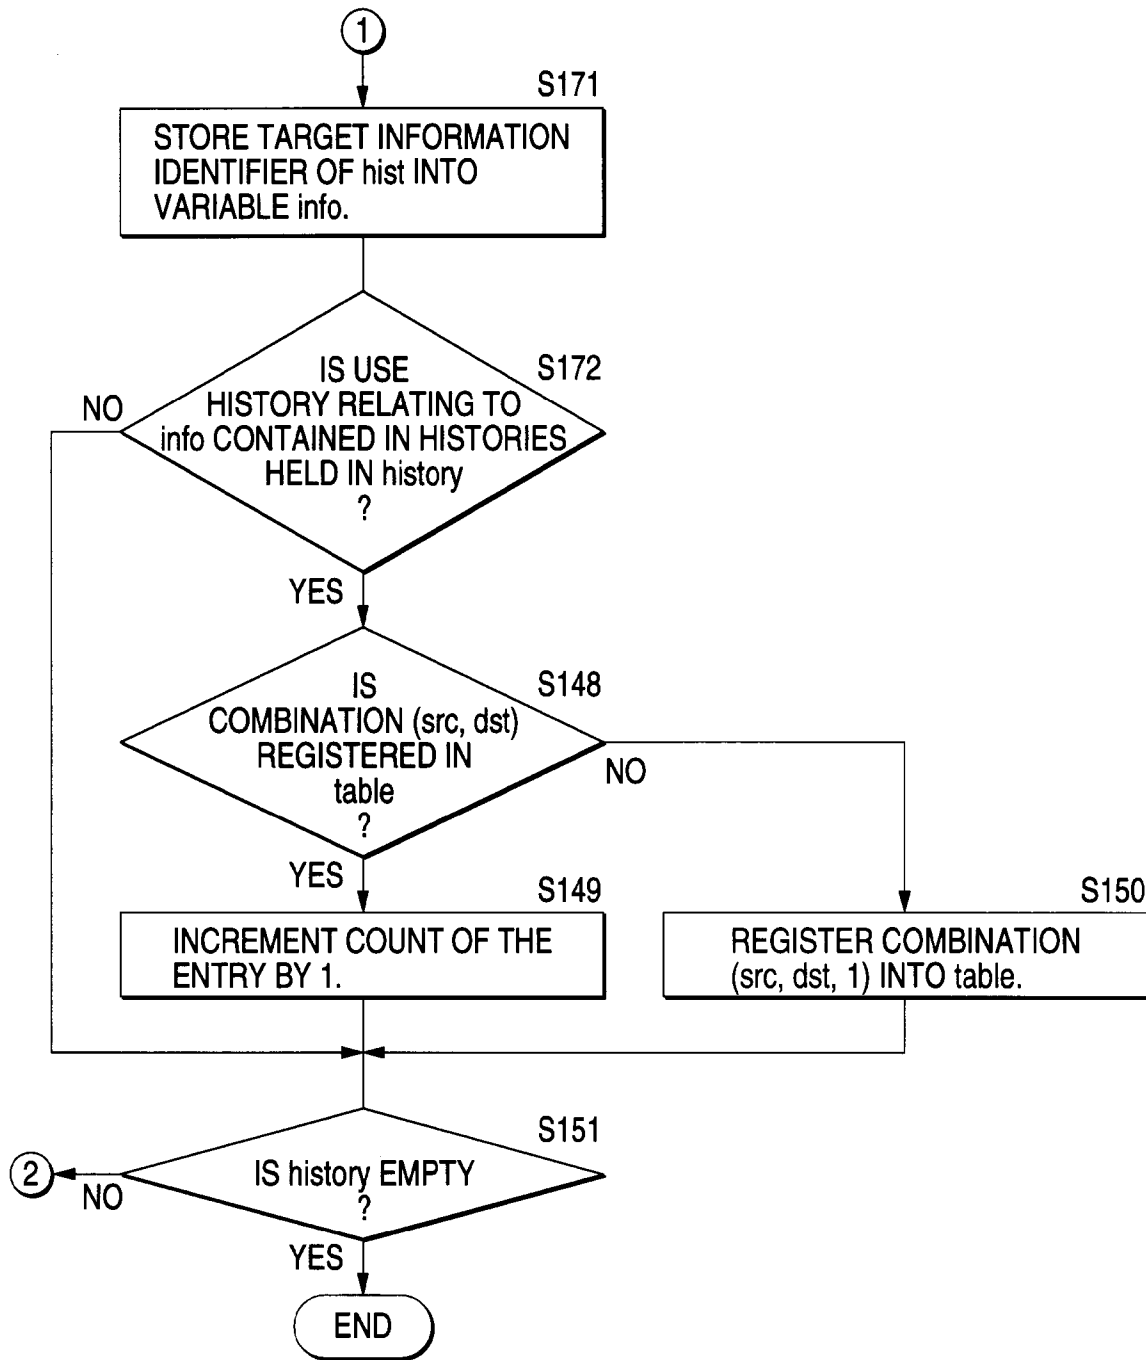 1
S171
STORE TARGET INFORMATION
IDENTIFIER OF hist INTO
VARIABLE info.
S172
IS USE
HISTORY RELATING TO
info CONTAINED IN HISTORIES
HELD IN history
?
NO
YES
S148
IS
COMBINATION (src, dst)
REGISTERED IN
table
?
NO
YES
S149
INCREMENT COUNT OF THE
ENTRY BY 1.
S150
REGISTER COMBINATION
(src, dst, 1) INTO table.
S151
IS history EMPTY
?
2
NO
YES
END